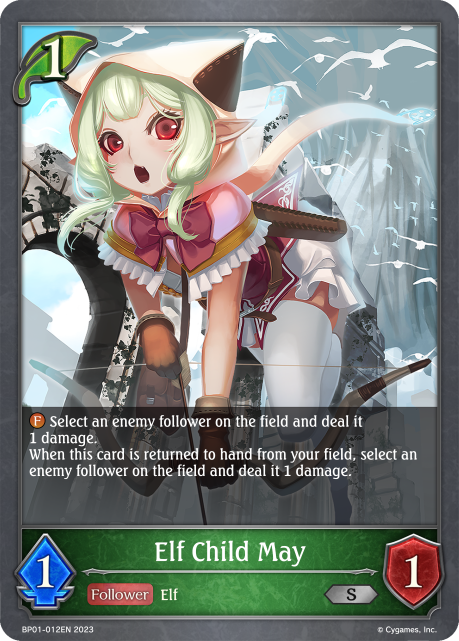 1
F Select an enemy follower on the field and deal it
1 damage.
When this card is returned to hand from your field, select an
enemy follower on the field and deal it 1 damage.
Elf Child May
1
Follower Elf
S
1
BP01-012EN 2023
© Cygames, Inc.